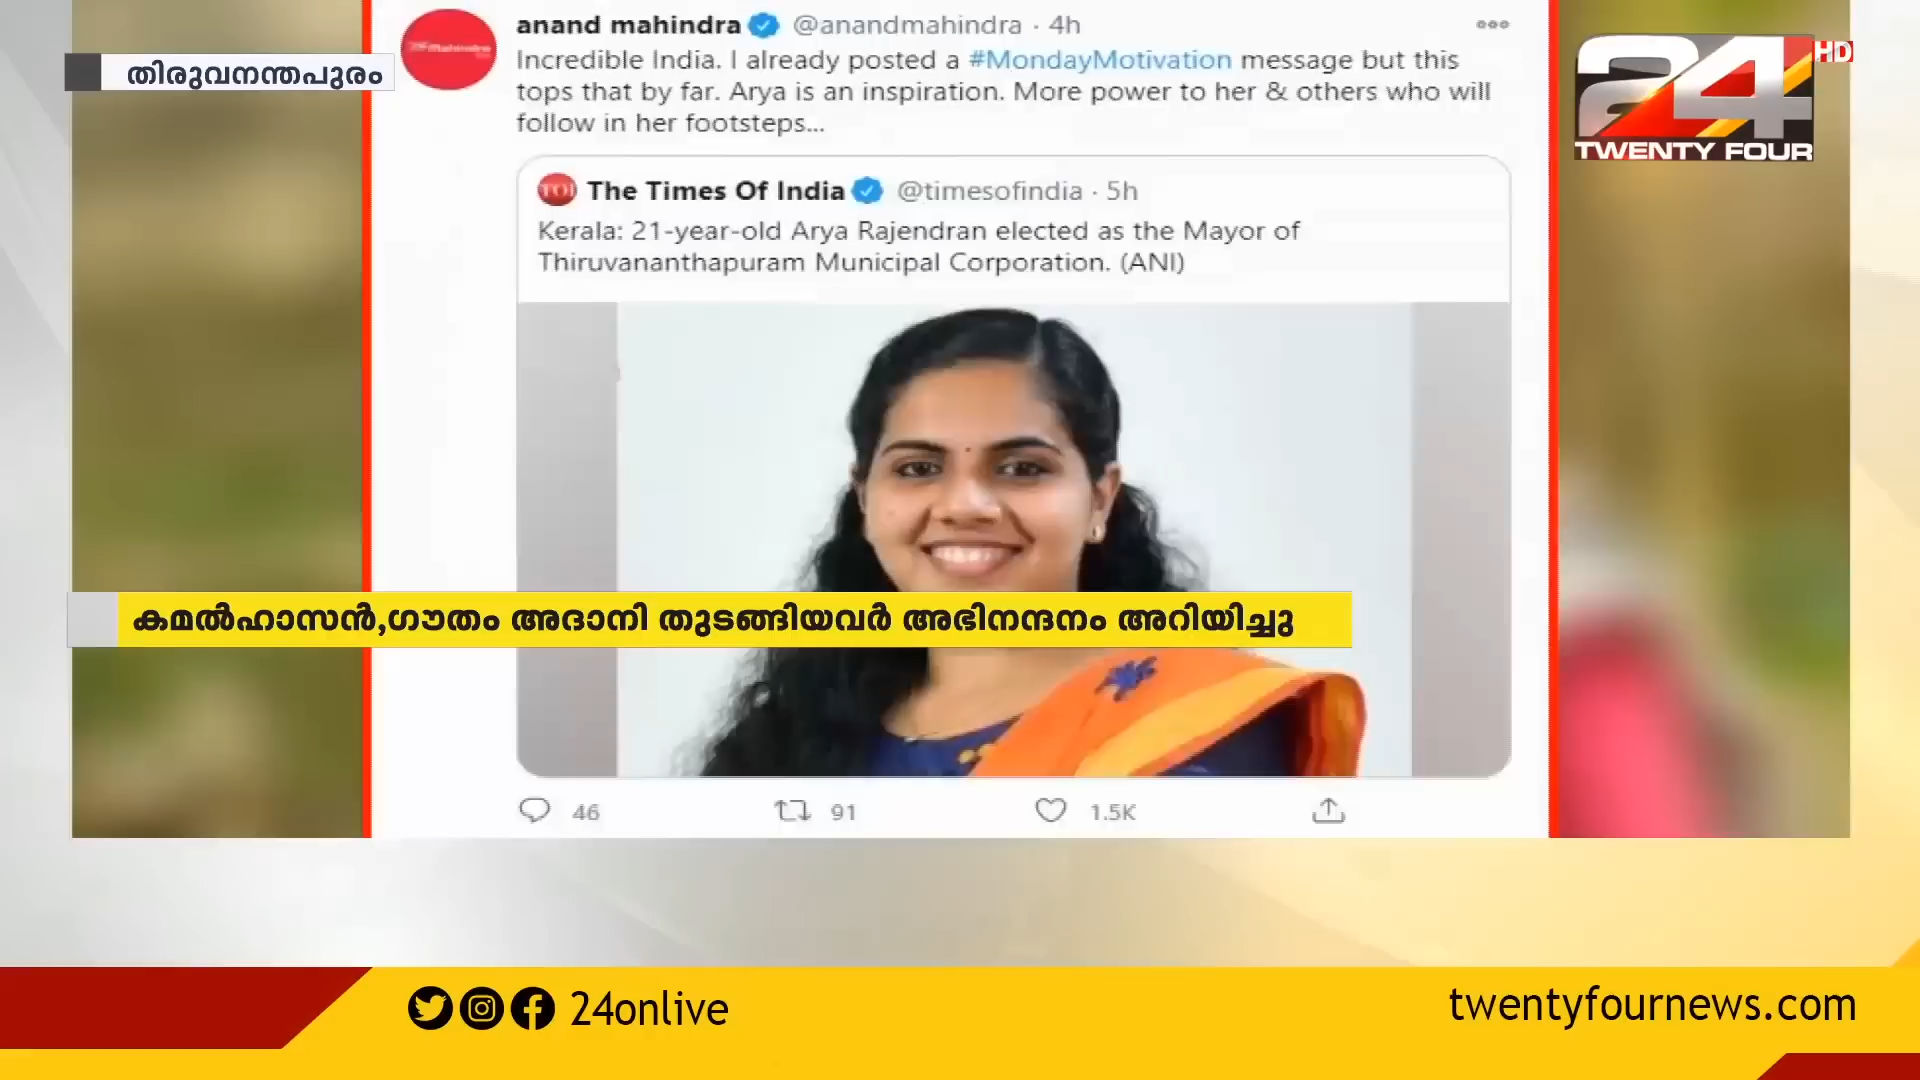 anand mahindra @anandmahindra · 4h
Incredible India. I already posted a #MondayMotivation message but this
tops that by far. Arya is an inspiration. More power to her & others who will
follow in her footsteps...
തിരുവനന്തപുരം
24 HD
TWENTY FOUR
TOI The Times Of India @timesofindia · 5h
Kerala: 21-year-old Arya Rajendran elected as the Mayor of
Thiruvananthapuram Municipal Corporation. (ANI)
കമൽഹാസൻ,ഗൗതം അദാനി തുടങ്ങിയവർ അഭിനന്ദനം അറിയിച്ചു
46 91 1.5K
24onlive
twentyfournews.com